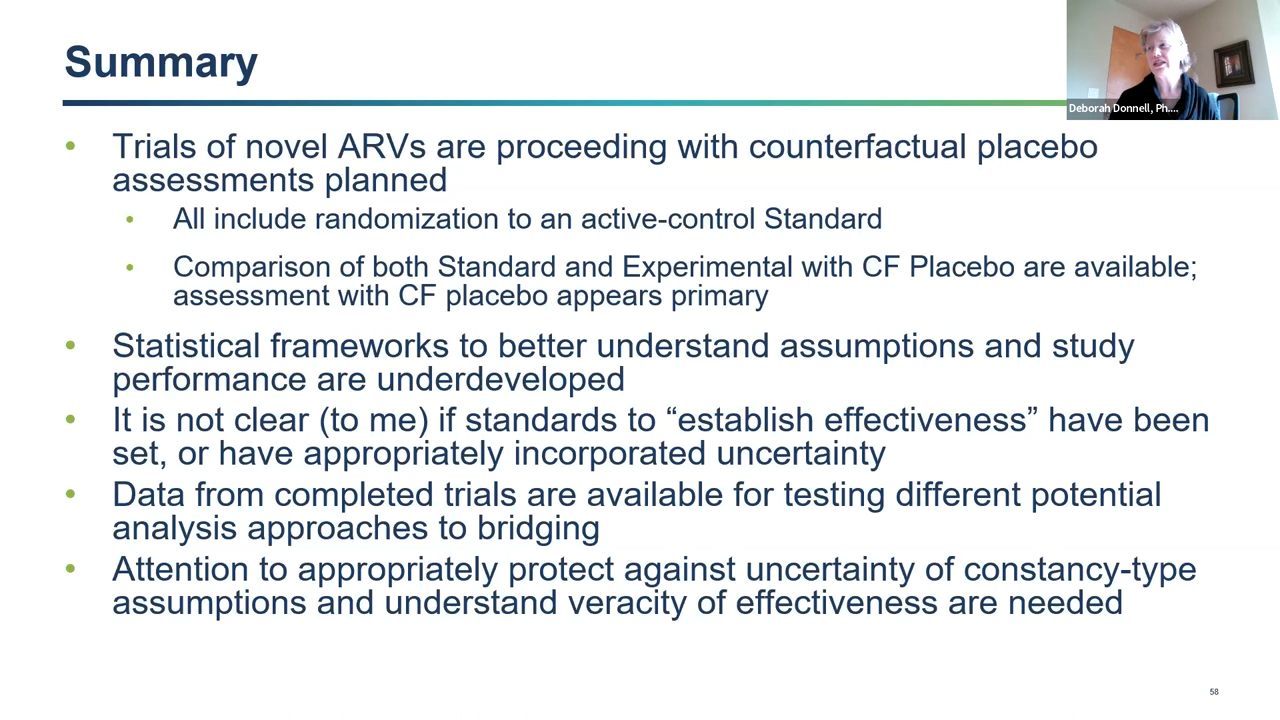 Summary
Deborah Donnell, Ph....
• Trials of novel ARVs are proceeding with counterfactual placebo
assessments planned
• All include randomization to an active-control Standard
• Comparison of both Standard and Experimental with CF Placebo are available;
assessment with CF placebo appears primary
• Statistical frameworks to better understand assumptions and study
performance are underdeveloped
• It is not clear (to me) if standards to “establish effectiveness” have been
set, or have appropriately incorporated uncertainty
• Data from completed trials are available for testing different potential
analysis approaches to bridging
• Attention to appropriately protect against uncertainty of constancy-type
assumptions and understand veracity of effectiveness are needed
58